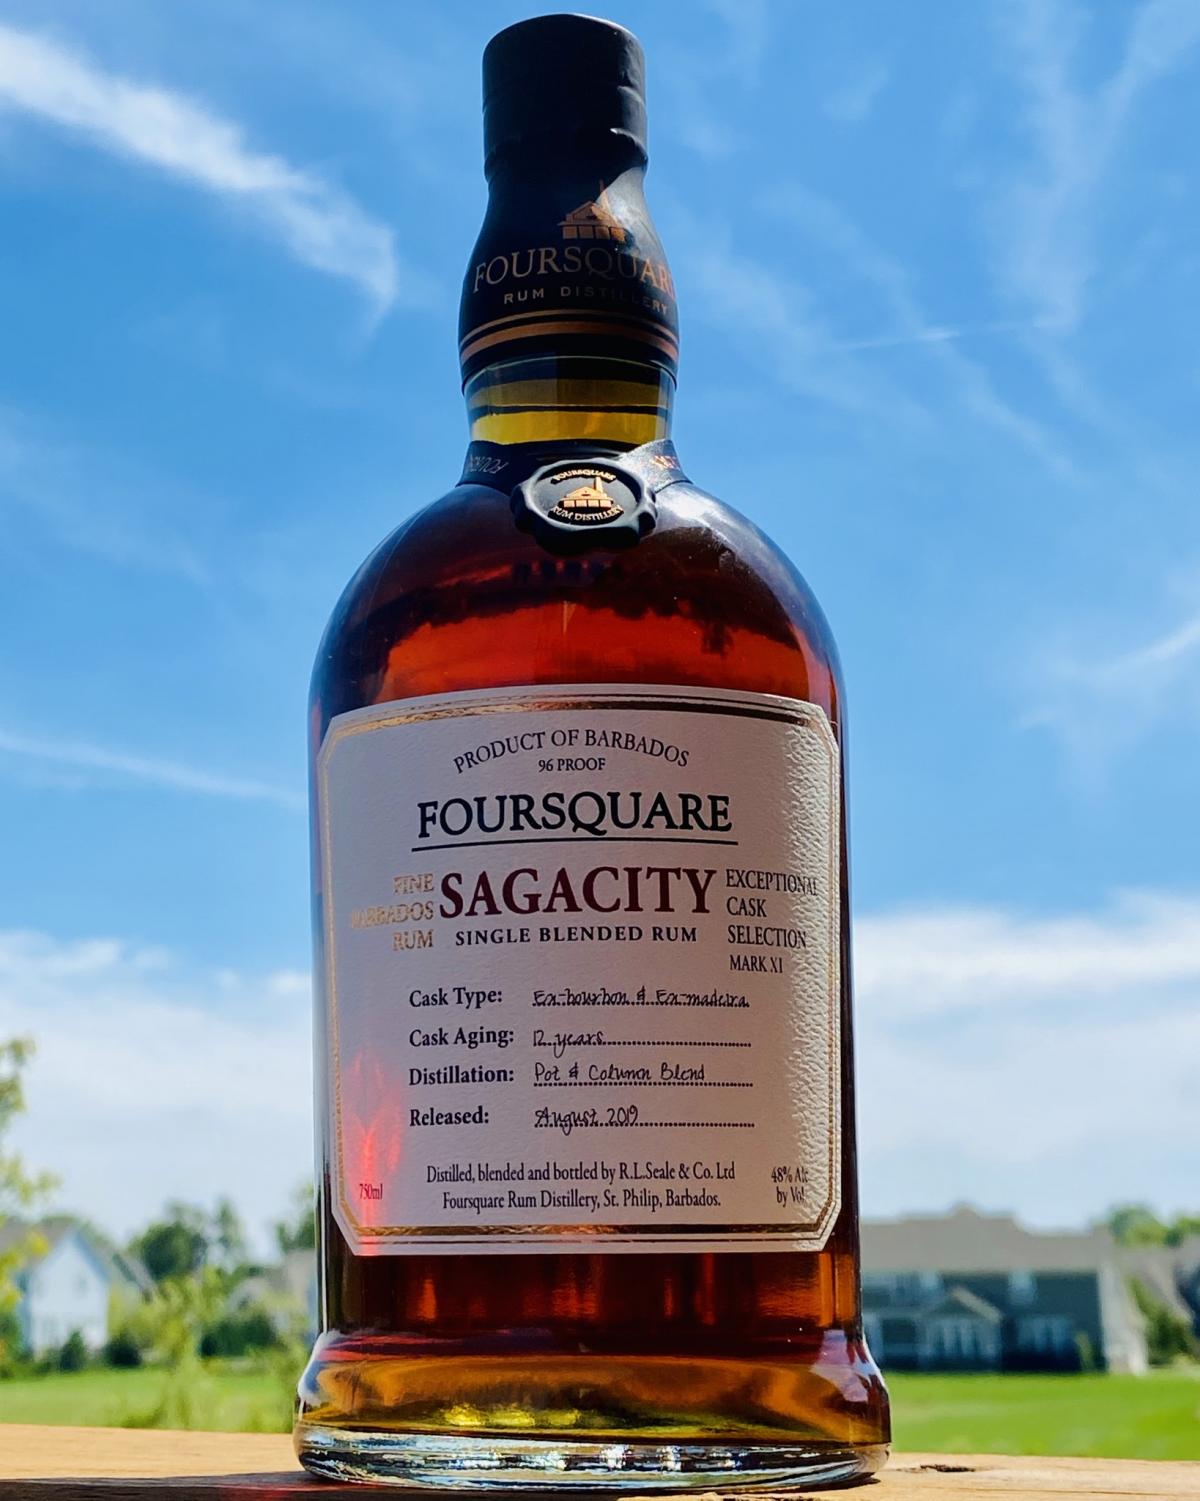 FOURSQUARE
RUM DISTILLERY
FOURSQUARE
RUM DISTILLERY
PRODUCT OF BARBADOS
96 PROOF
FOURSQUARE
FINE
BARBADOS
RUM
SAGACITY
SINGLE BLENDED RUM
EXCEPTIONAL
CASK
SELECTION
MARK XI
Cask Type: Ex-bourbon & Ex-madeira
Cask Aging: 12 years
Distillation: Pot & Column Blend
Released: August 2019
Distilled, blended and bottled by R.L.Seale & Co. Ltd
Foursquare Rum Distillery, St. Philip, Barbados.
750ml
48% Alc
by Vol